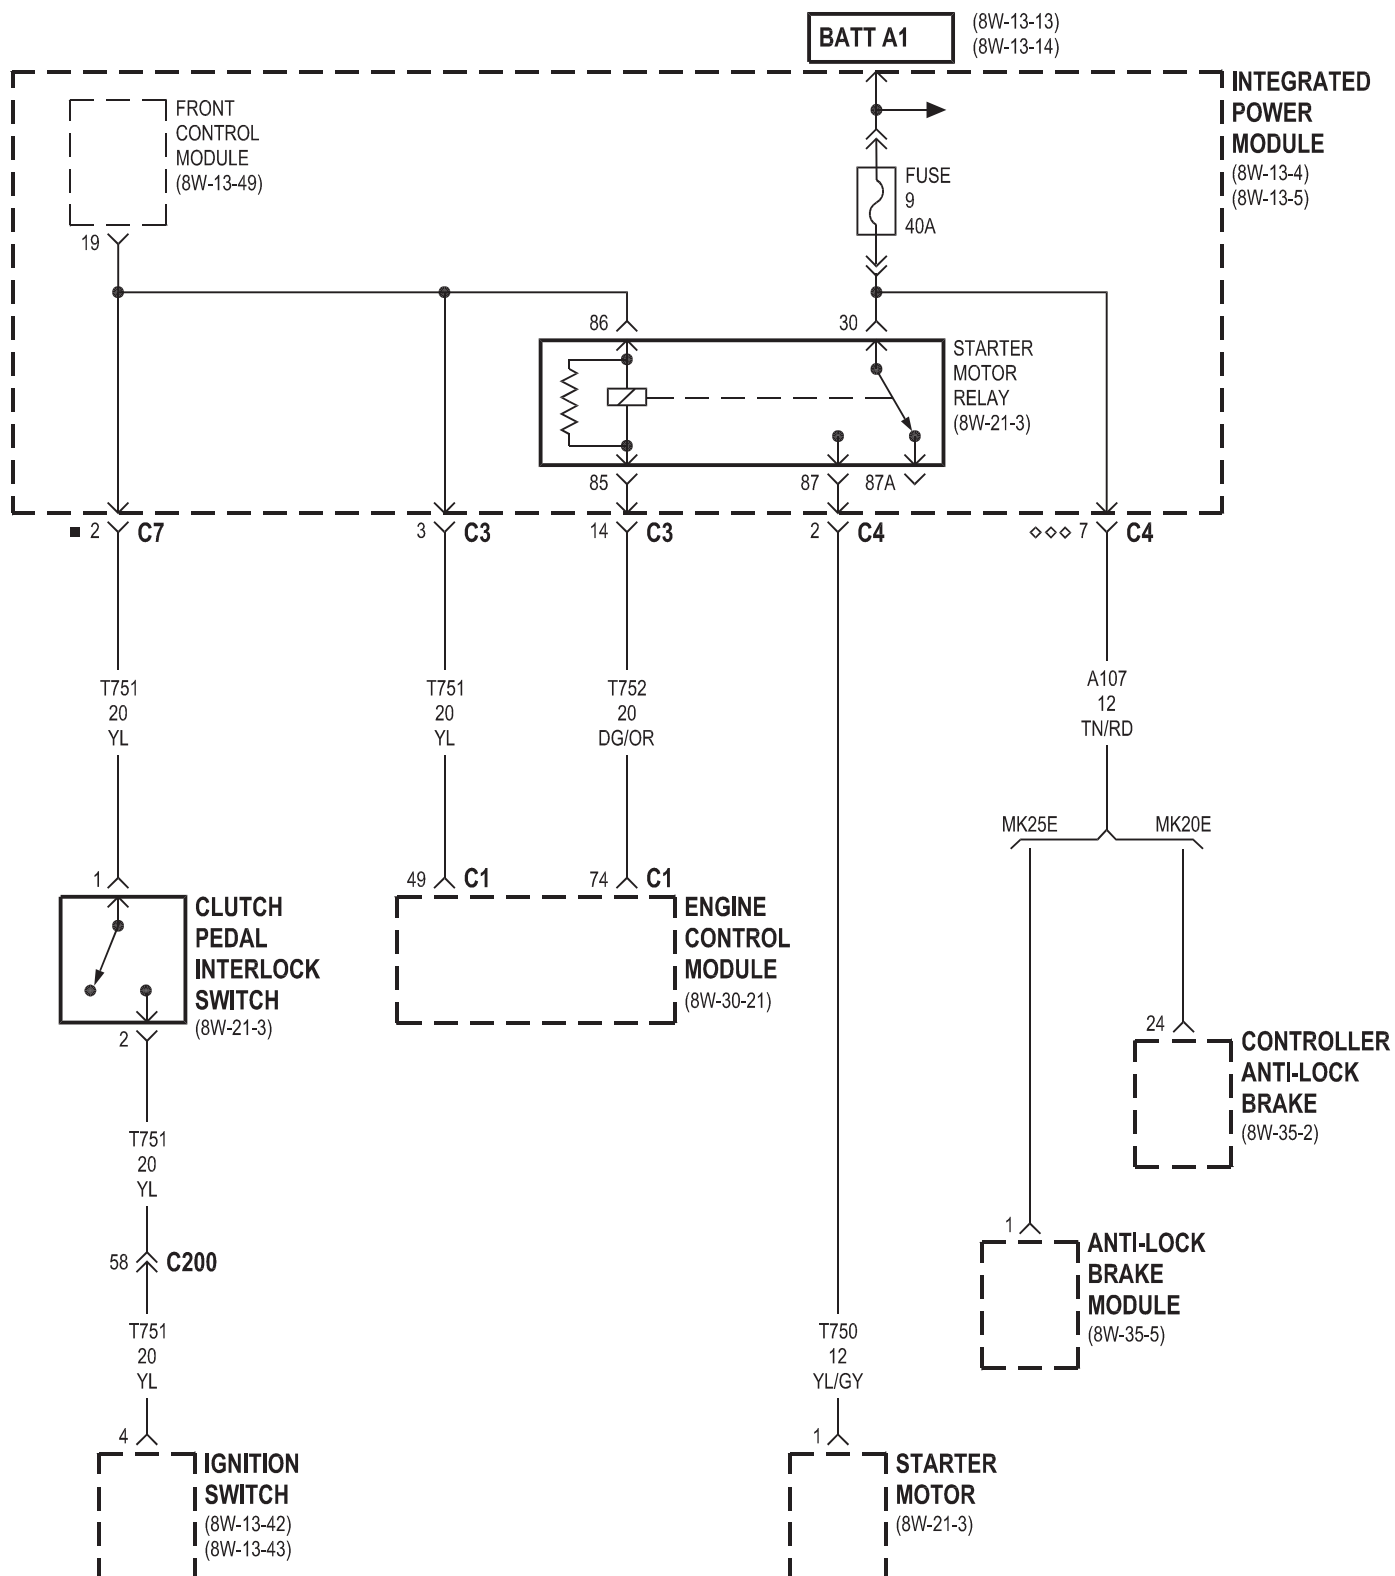 BATT A1
(8W-13-13)
(8W-13-14)
INTEGRATED
POWER
MODULE
(8W-13-4)
(8W-13-5)
FRONT
CONTROL
MODULE
(8W-13-49)
19
FUSE
9
40A
86
30
STARTER
MOTOR
RELAY
(8W-21-3)
85
87
87A
2 C7
3 C3
14 C3
2 C4
7 C4
T751
20
YL
T751
20
YL
T752
20
DG/OR
A107
12
TN/RD
MK25E
MK20E
1
CLUTCH
PEDAL
INTERLOCK
SWITCH
(8W-21-3)
2
49 C1
74 C1
ENGINE
CONTROL
MODULE
(8W-30-21)
24
CONTROLLER
ANTI-LOCK
BRAKE
(8W-35-2)
T751
20
YL
58 C200
1
ANTI-LOCK
BRAKE
MODULE
(8W-35-5)
T751
20
YL
T750
12
YL/GY
4
IGNITION
SWITCH
(8W-13-42)
(8W-13-43)
1
STARTER
MOTOR
(8W-21-3)